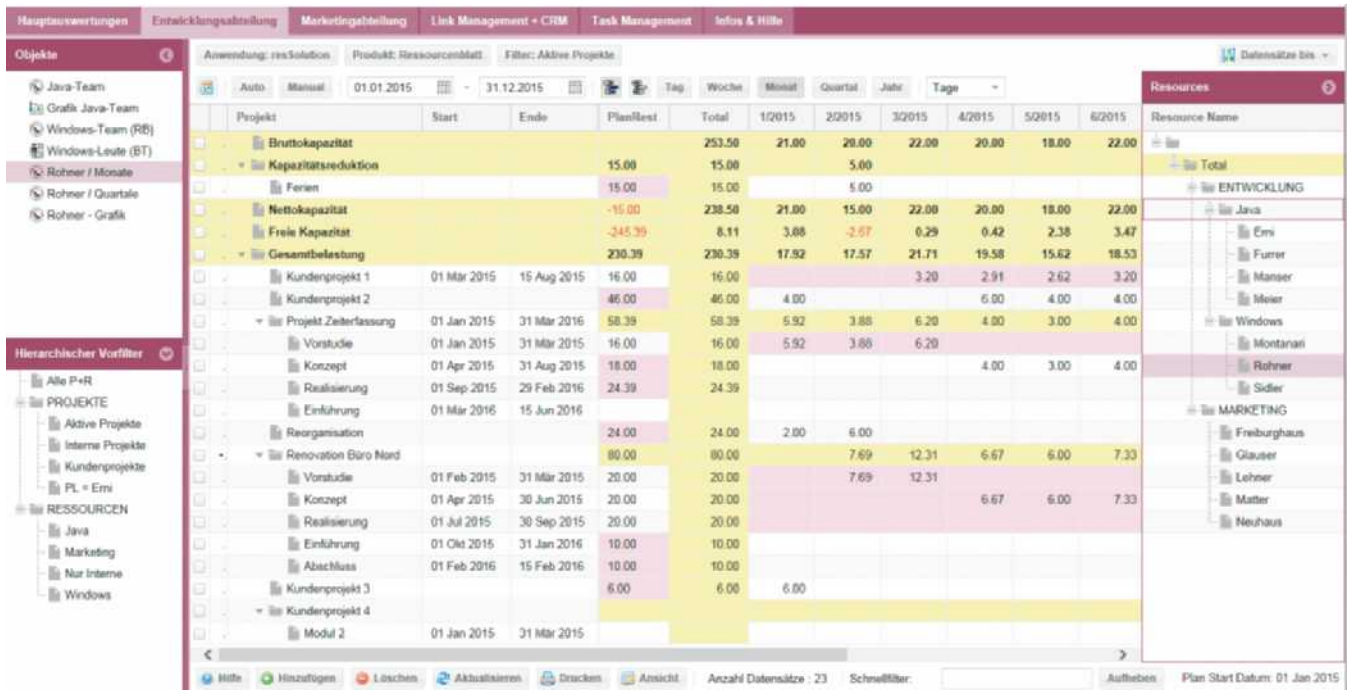 Hauptauswertungen Entwicklungsabteilung Marketingabteilung Link Management + CRM Task Management Infos & Hilfe
Objekte
Java-Team
Grafik Java-Team
Windows-Team (RB)
Windows-Leute (BT)
Rohner / Monate
Rohner / Quartale
Rohner - Grafik
Hierarchischer Vorfilter
Alle P+R
PROJEKTE
Aktive Projekte
Interne Projekte
Kundenprojekte
PL = Erni
RESSOURCEN
Java
Marketing
Nur Interne
Windows
Anwendung: resSolution Produkt: Ressourcenblatt Filter: Aktive Projekte Datensätze bis
Auto Manual 01.01.2015 - 31.12.2015 Tag Woche Monat Quartal Jahr Tage
Projekt Start Ende PlanRest Total 1/2015 2/2015 3/2015 4/2015 5/2015 6/2015
Bruttokapazität 253.50 21.00 20.00 22.00 20.00 18.00 22.00
Kapazitätsreduktion 15.00 15.00 5.00
Ferien 15.00 15.00 5.00
Nettokapazität -15.00 238.50 21.00 15.00 22.00 20.00 18.00 22.00
Freie Kapazität -245.39 8.11 3.08 -2.57 0.29 0.42 2.38 3.47
Gesamtbelastung 230.39 230.39 17.92 17.57 21.71 19.58 15.62 18.53
Kundenprojekt 1 01 Mär 2015 15 Aug 2015 16.00 16.00 3.20 2.91 2.62 3.20
Kundenprojekt 2 46.00 46.00 4.00 6.00 4.00 4.00
Projekt Zeiterfassung 01 Jan 2015 31 Mär 2016 58.39 58.39 5.92 3.88 6.20 4.00 3.00 4.00
Vorstudie 01 Jan 2015 31 Mär 2015 16.00 16.00 5.92 3.88 6.20
Konzept 01 Apr 2015 31 Aug 2015 18.00 18.00 4.00 3.00 4.00
Realisierung 01 Sep 2015 29 Feb 2016 24.39 24.39
Einführung 01 Mär 2016 15 Jun 2016
Reorganisation 24.00 24.00 2.00 6.00
Renovation Büro Nord 80.00 80.00 7.69 12.31 6.67 6.00 7.33
Vorstudie 01 Feb 2015 31 Mär 2015 20.00 20.00 7.69 12.31
Konzept 01 Apr 2015 30 Jun 2015 20.00 20.00 6.67 6.00 7.33
Realisierung 01 Jul 2015 30 Sep 2015 20.00 20.00
Einführung 01 Okt 2015 31 Jan 2016 10.00 10.00
Abschluss 01 Feb 2016 15 Feb 2016 10.00 10.00
Kundenprojekt 3 6.00 6.00 6.00
Kundenprojekt 4
Modul 2 01 Jan 2015 31 Mär 2015
Resources
Resource Name
Total
ENTWICKLUNG
Java
Erni
Furrer
Manser
Meier
Windows
Montanari
Rohner
Sidler
MARKETING
Freiburghaus
Glauser
Lehner
Matter
Neuhaus
Hilfe Hinzufügen Löschen Aktualisieren Drucken Ansicht Anzahl Datensätze : 23 Schnellfilter: Aufheben Plan Start Datum: 01 Jan 2015